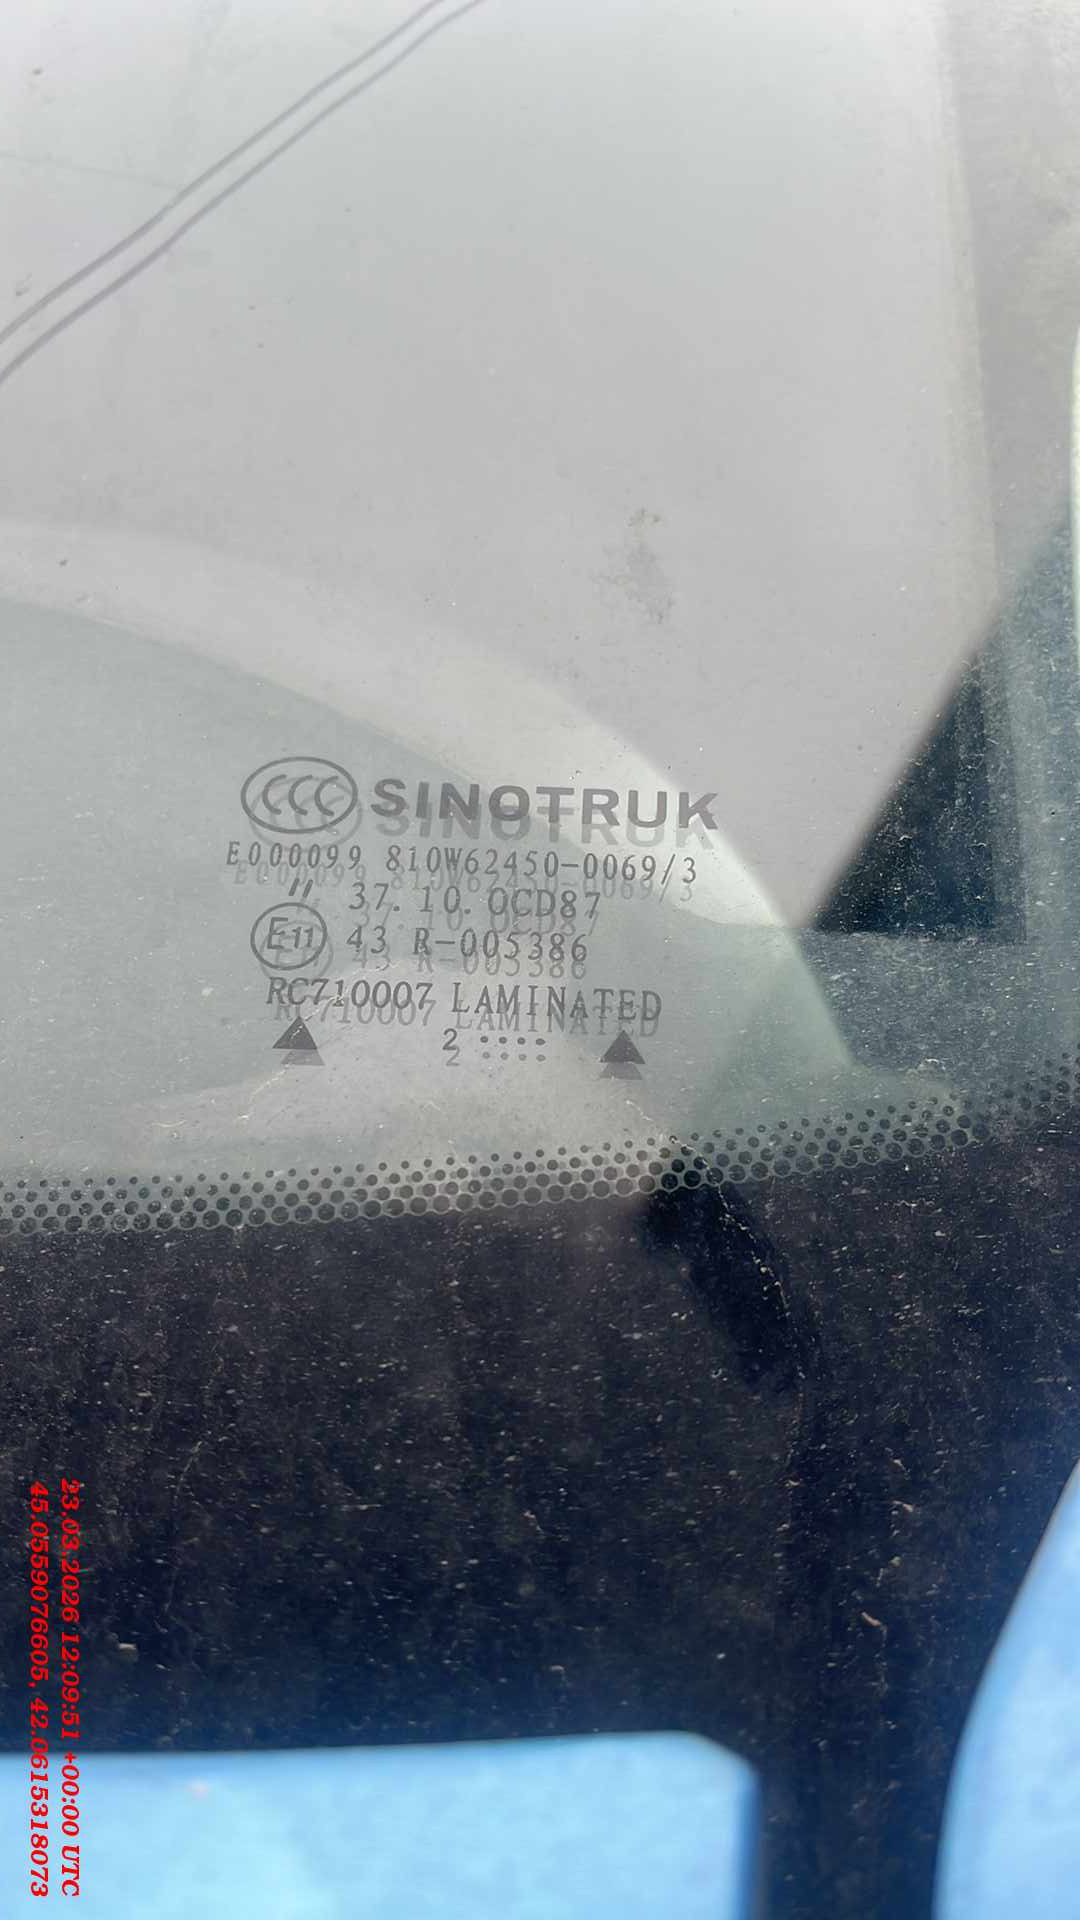 CCC SINOTRUK
E000099 810W62450-0069/3
" 37.10.0CD87
E11 43 R-005386
RC710007 LAMINATED
2
23.03.2026 12:09:51 +00:00 UTC
45.0559076605, 42.0615318073